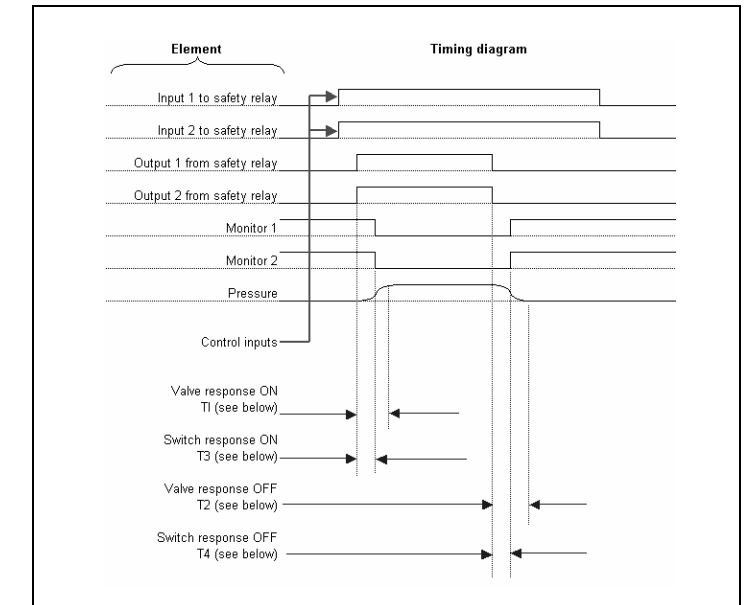 Element
Timing diagram
Input 1 to safety relay
Input 2 to safety relay
Output 1 from safety relay
Output 2 from safety relay
Monitor 1
Monitor 2
Pressure
Control inputs
Valve response ON
TI (see below)
Switch response ON
T3 (see below)
Valve response OFF
T2 (see below)
Switch response OFF
T4 (see below)